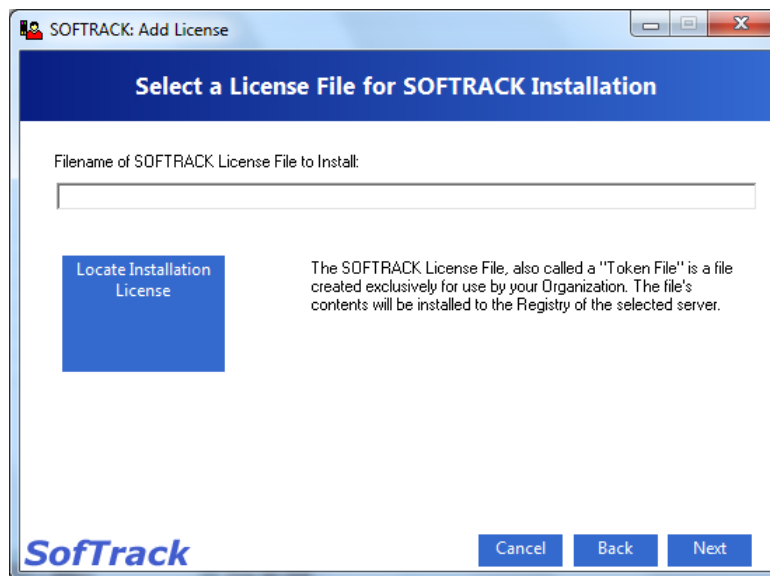 SOFTRACK: Add License
Select a License File for SOFTRACK Installation
Filename of SOFTRACK License File to Install:
Locate Installation
License
The SOFTRACK License File, also called a "Token File" is a file
created exclusively for use by your Organization. The file's
contents will be installed to the Registry of the selected server.
SofTrack
Cancel
Back
Next